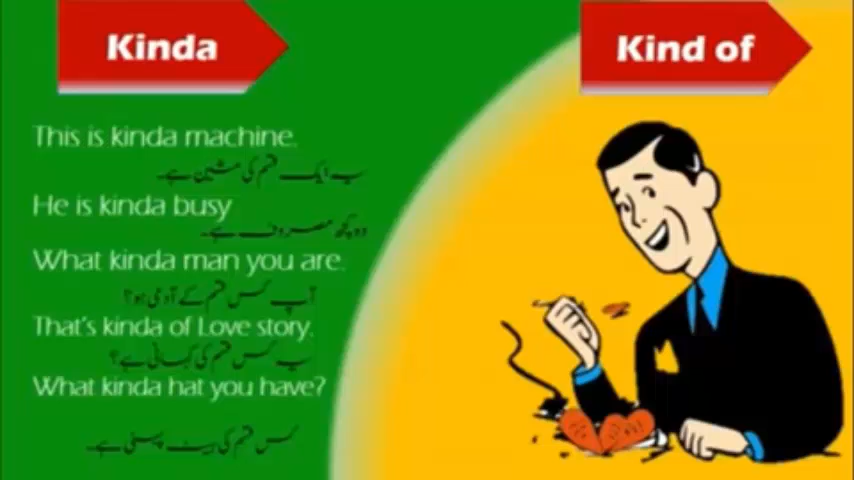 Kinda
Kind of
This is kinda machine.
یہ ایک قسم کی مشین ہے۔
He is kinda busy
وہ کچھ مصروف ہے۔
What kinda man you are.
آپ کس قسم کے آدمی ہو؟
That's kinda of Love story.
یہ کس قسم کی کہانی ہے؟
What kinda hat you have?
کس قسم کی ہیٹ پہنی ہے۔